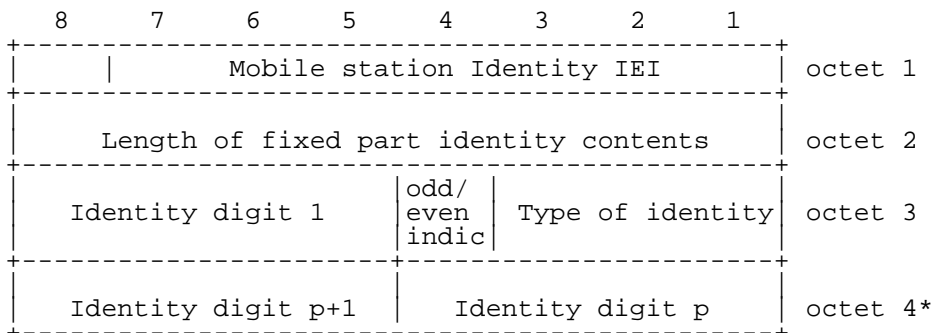 8 7 6 5 4 3 2 1
Mobile station Identity IEI octet 1
Length of fixed part identity contents octet 2
odd/
Identity digit 1 even Type of identity octet 3
indic
Identity digit p+1 Identity digit p octet 4*